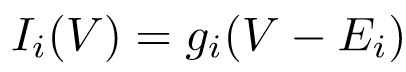 I_i(V) = g_i(V − E_i)